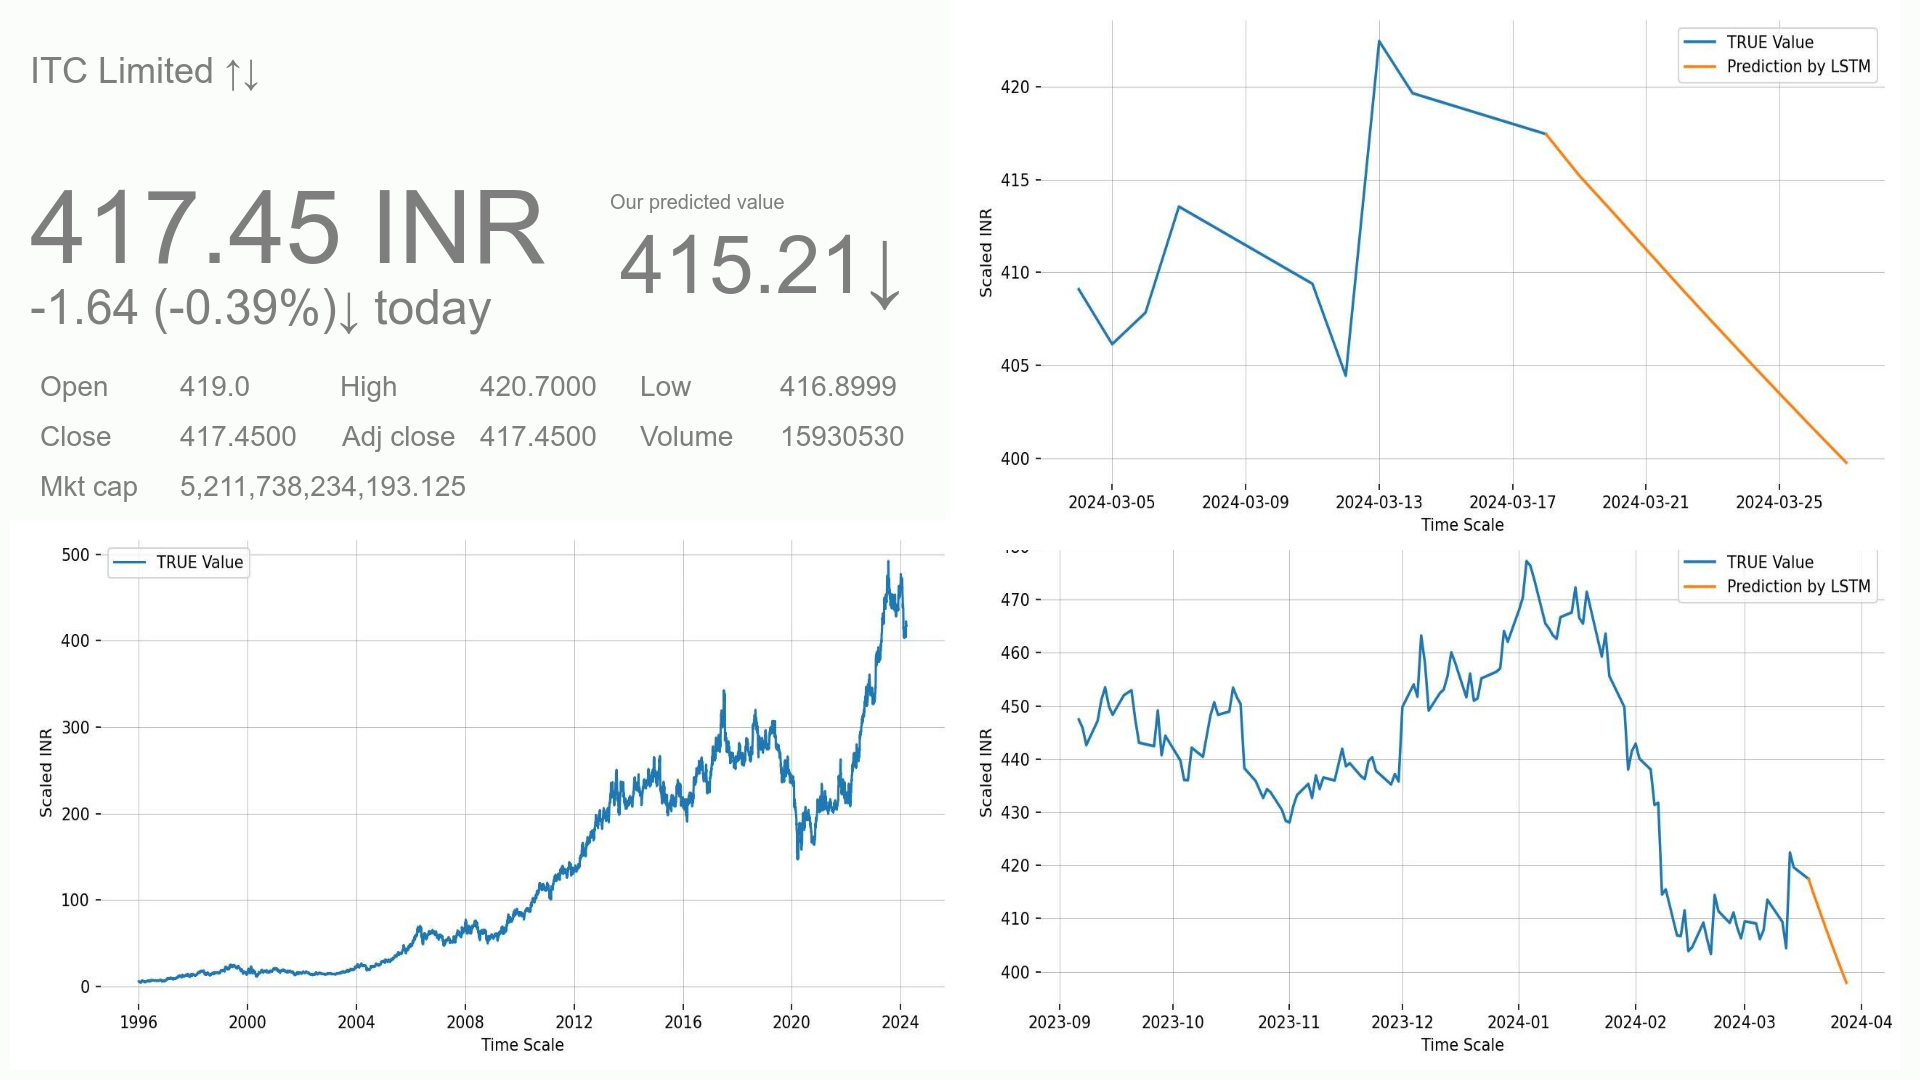 ITC Limited ↑↓
417.45 INR
-1.64 (-0.39%)↓ today
Our predicted value
415.21↓
Open 419.0 High 420.7000 Low 416.8999
Close 417.4500 Adj close 417.4500 Volume 15930530
Mkt cap 5,211,738,234,193.125
TRUE Value
Prediction by LSTM
420
415
410
405
400
Scaled INR
2024-03-05 2024-03-09 2024-03-13 2024-03-17 2024-03-21 2024-03-25
Time Scale
TRUE Value
500
400
300
200
100
0
Scaled INR
1996 2000 2004 2008 2012 2016 2020 2024
Time Scale
TRUE Value
Prediction by LSTM
470
460
450
440
430
420
410
400
Scaled INR
2023-09 2023-10 2023-11 2023-12 2024-01 2024-02 2024-03 2024-04
Time Scale